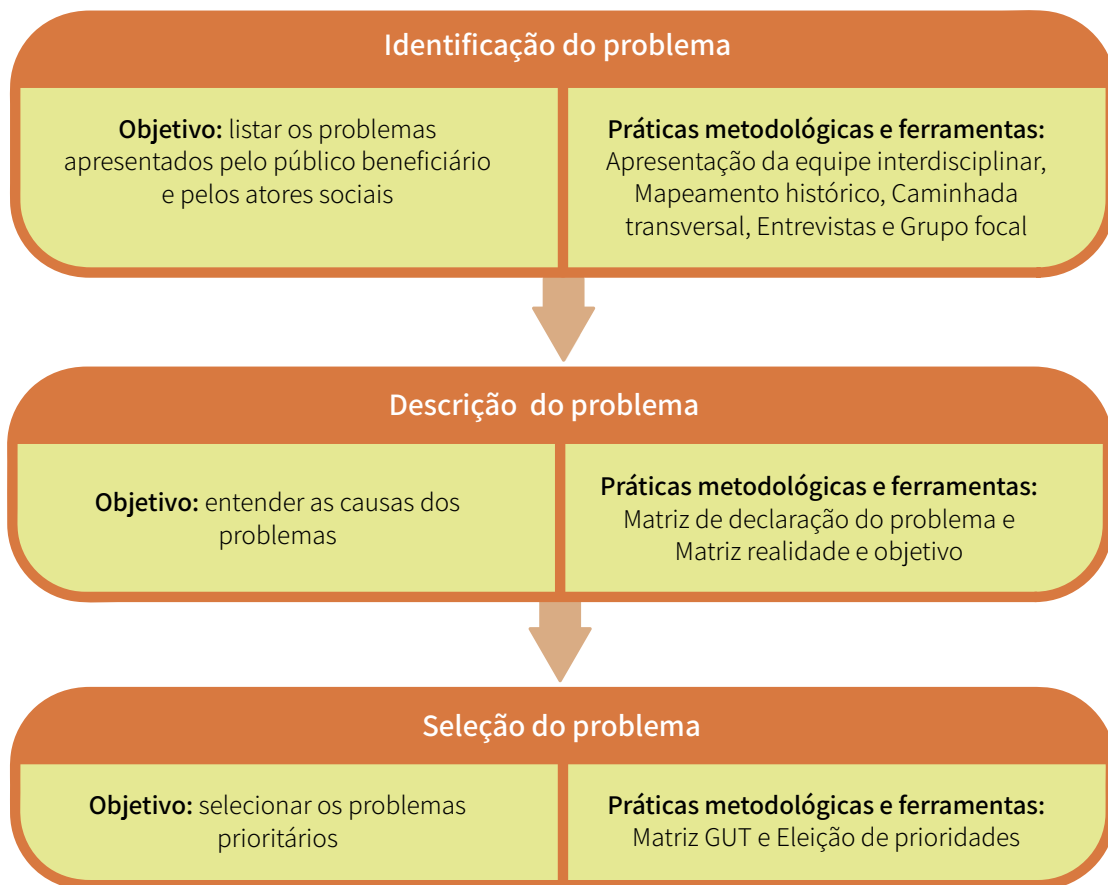 Identificação do problema
Objetivo: listar os problemas
apresentados pelo público beneficiário
e pelos atores sociais
Práticas metodológicas e ferramentas:
Apresentação da equipe interdisciplinar,
Mapeamento histórico, Caminhada
transversal, Entrevistas e Grupo focal
Descrição do problema
Objetivo: entender as causas dos
problemas
Práticas metodológicas e ferramentas:
Matriz de declaração do problema e
Matriz realidade e objetivo
Seleção do problema
Objetivo: selecionar os problemas
prioritários
Práticas metodológicas e ferramentas:
Matriz GUT e Eleição de prioridades